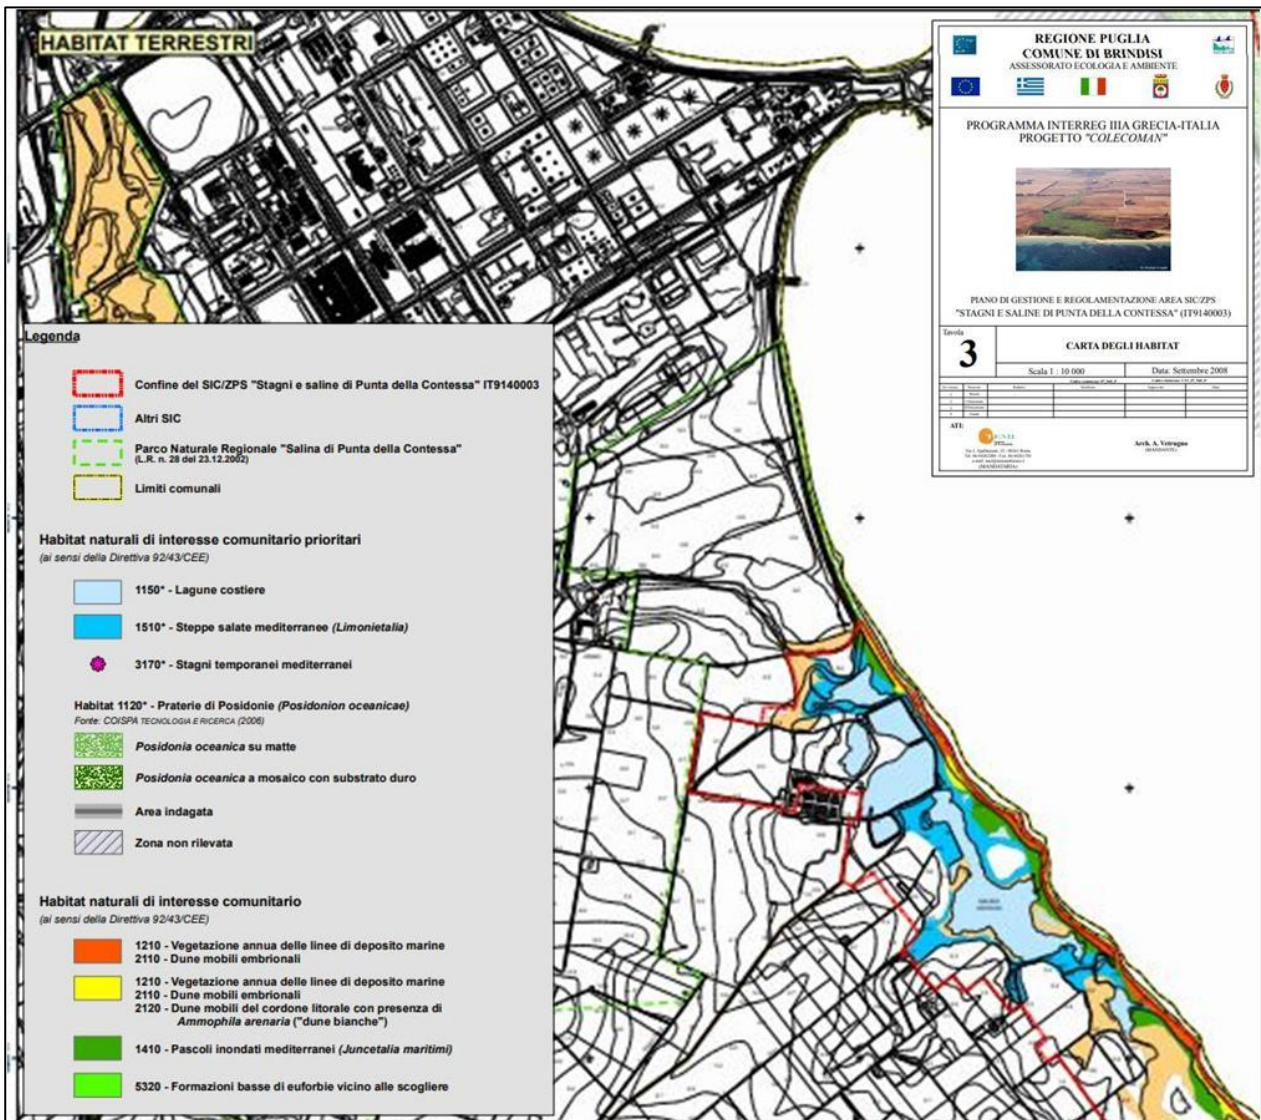 HABITAT TERRESTRI
REGIONE PUGLIA
COMUNE DI BRINDISI
ASSESSORATO ECOLOGIA E AMBIENTE
PROGRAMMA INTERREG IIIA GRECIA-ITALIA
PROGETTO "COLECOMAN"
PIANO DI GESTIONE E REGOLAMENTAZIONE AREA SIC/ZPS
"STAGNI E SALINE DI PUNTA DELLA CONTESSA" (IT9140003)
Tavola
3
CARTA DEGLI HABITAT
Scala 1 : 10 000
Data: Settembre 2008
ATI:
Arch. A. Vetrugno
(MANDANTE)
(MANDATARIA)
Legenda
Confine del SIC/ZPS "Stagni e saline di Punta della Contessa" IT9140003
Altri SIC
Parco Naturale Regionale "Salina di Punta della Contessa"
(L.R. n. 28 del 23.12.2002)
Limiti comunali
Habitat naturali di interesse comunitario prioritari
(ai sensi della Direttiva 92/43/CEE)
1150* - Lagune costiere
1510* - Steppe salate mediterranee (Limonietalia)
3170* - Stagni temporanei mediterranei
Habitat 1120* - Praterie di Posidonie (Posidonion oceanicae)
Fonte: COISPA TECNOLOGIA E RICERCA (2006)
Posidonia oceanica su matte
Posidonia oceanica a mosaico con substrato duro
Area indagata
Zona non rilevata
Habitat naturali di interesse comunitario
(ai sensi della Direttiva 92/43/CEE)
1210 - Vegetazione annua delle linee di deposito marine
2110 - Dune mobili embrionali
1210 - Vegetazione annua delle linee di deposito marine
2110 - Dune mobili embrionali
2120 - Dune mobili del cordone litorale con presenza di
Ammophila arenaria ("dune bianche")
1410 - Pascoli inondati mediterranei (Juncetalia maritimi)
5320 - Formazioni basse di euforbie vicino alle scogliere